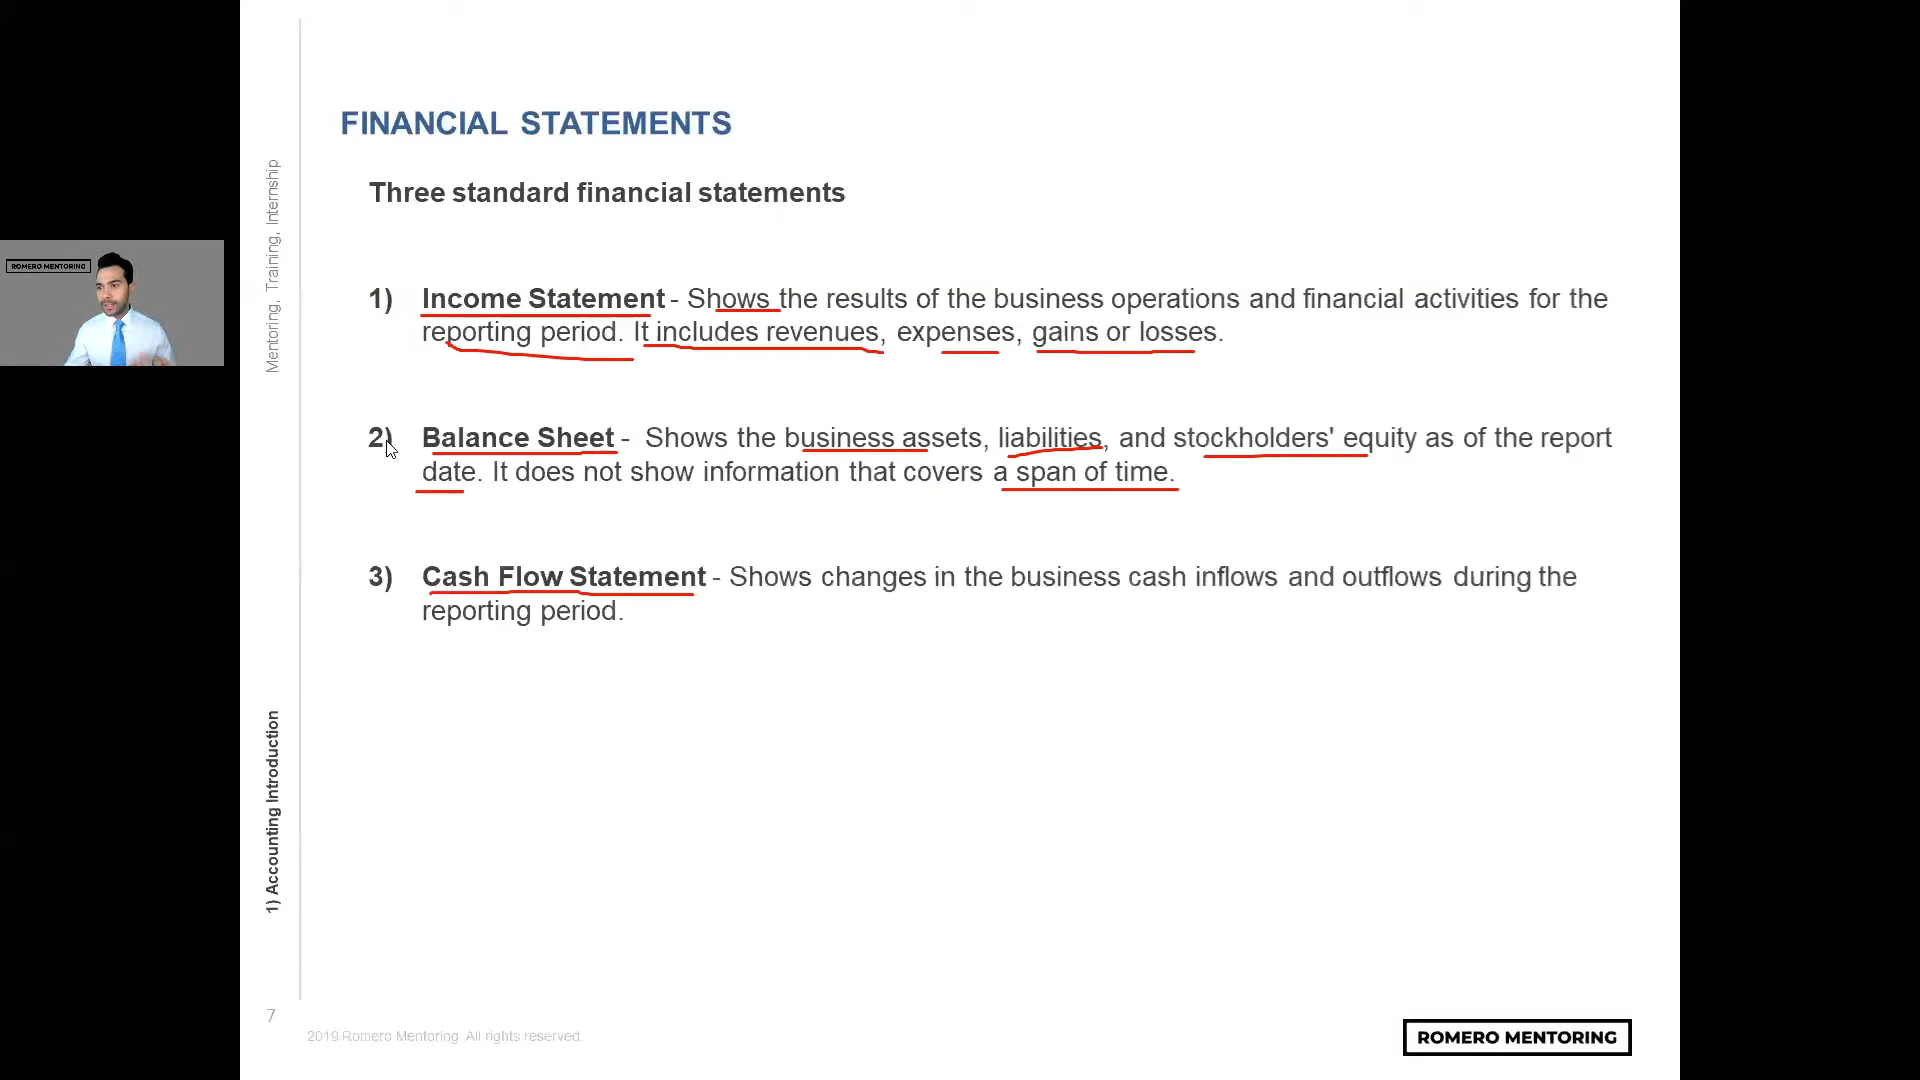 FINANCIAL STATEMENTS
Three standard financial statements
1) Income Statement - Shows the results of the business operations and financial activities for the
reporting period. It includes revenues, expenses, gains or losses.
2) Balance Sheet - Shows the business assets, liabilities, and stockholders' equity as of the report
date. It does not show information that covers a span of time.
3) Cash Flow Statement - Shows changes in the business cash inflows and outflows during the
reporting period.
Mentoring, Training, Internship
1) Accounting Introduction
ROMERO MENTORING
7
2019 Romero Mentoring. All rights reserved.
ROMERO MENTORING